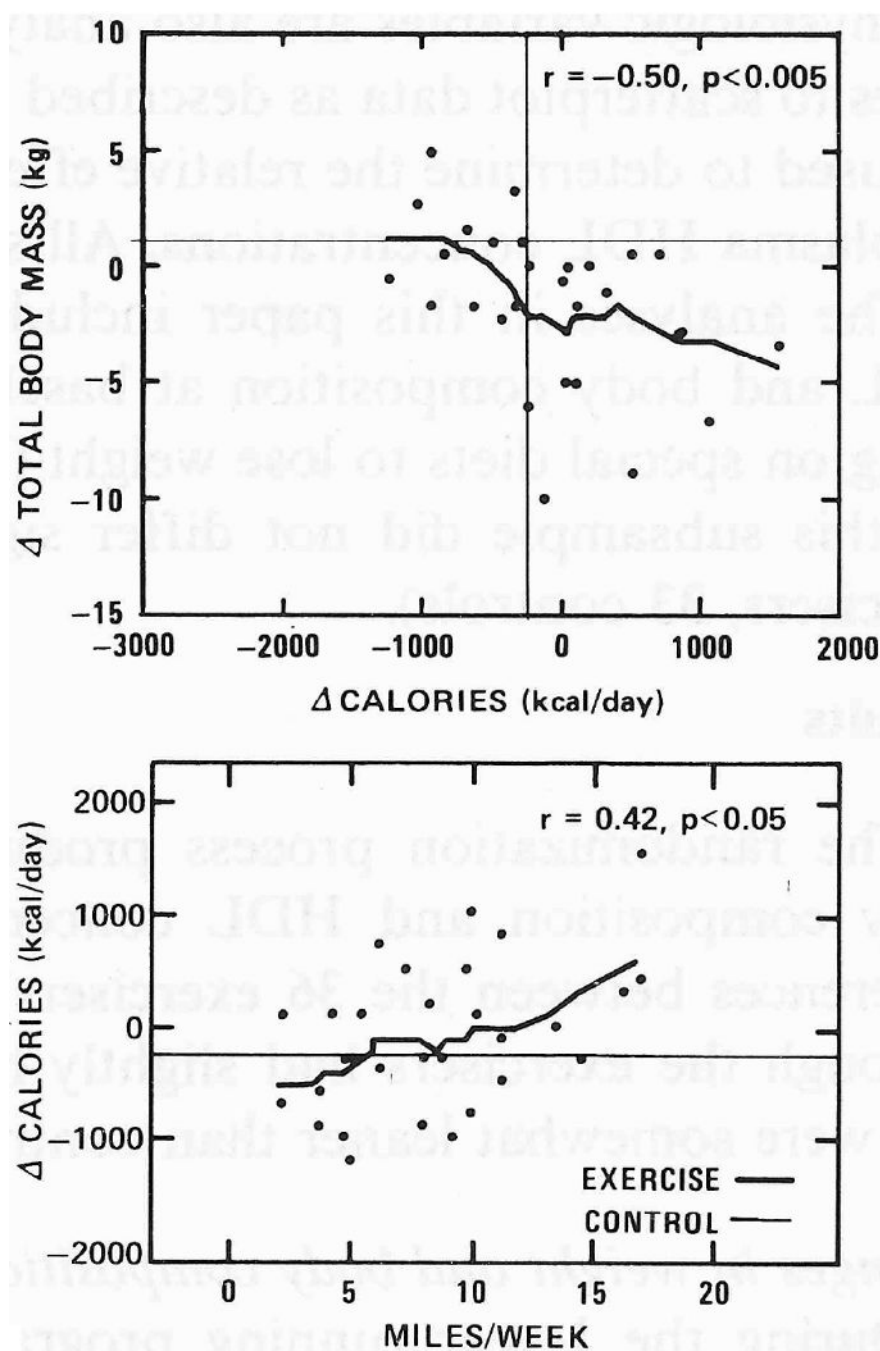 10
r = −0.50, p<0.005
5
0
−5
−10
−15
Δ TOTAL BODY MASS (kg)
−3000 −2000 −1000 0 1000 2000
Δ CALORIES (kcal/day)
2000
r = 0.42, p<0.05
1000
0
−1000
−2000
Δ CALORIES (kcal/day)
EXERCISE
CONTROL
0 5 10 15 20
MILES/WEEK